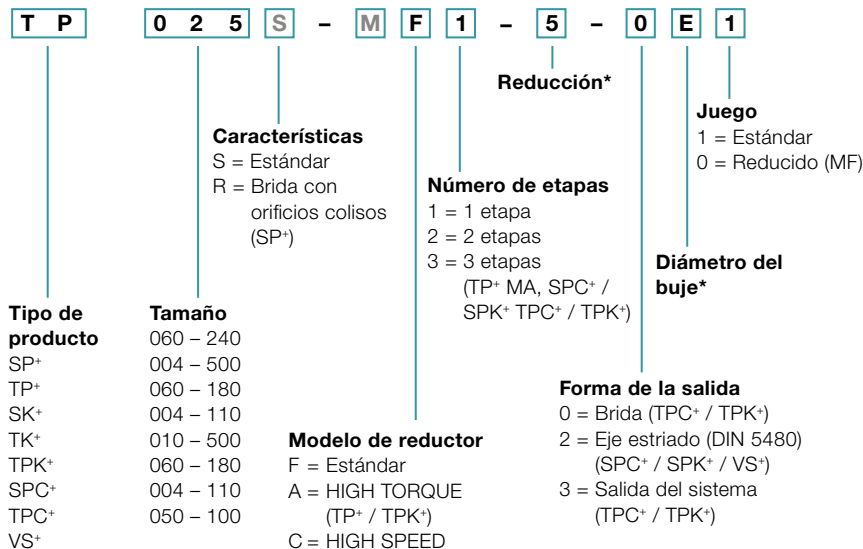 T P 0 2 5 S – M F 1 – 5 – 0 E 1
Reducción*
Juego
1 = Estándar
0 = Reducido (MF)
Características
S = Estándar
R = Brida con
orificios colisos
(SP+)
Número de etapas
1 = 1 etapa
2 = 2 etapas
3 = 3 etapas
(TP+ MA, SPC+ /
SPK+ TPC+ / TPK+)
Diámetro del
buje*
Tipo de
producto
SP+
TP+
SK+
TK+
TPK+
SPC+
TPC+
VS+
Tamaño
060 – 240
004 – 500
060 – 180
004 – 110
010 – 500
060 – 180
004 – 110
050 – 100
Modelo de reductor
F = Estándar
A = HIGH TORQUE
(TP+ / TPK+)
C = HIGH SPEED
Forma de la salida
0 = Brida (TPC+ / TPK+)
2 = Eje estriado (DIN 5480)
(SPC+ / SPK+ / VS+)
3 = Salida del sistema
(TPC+ / TPK+)